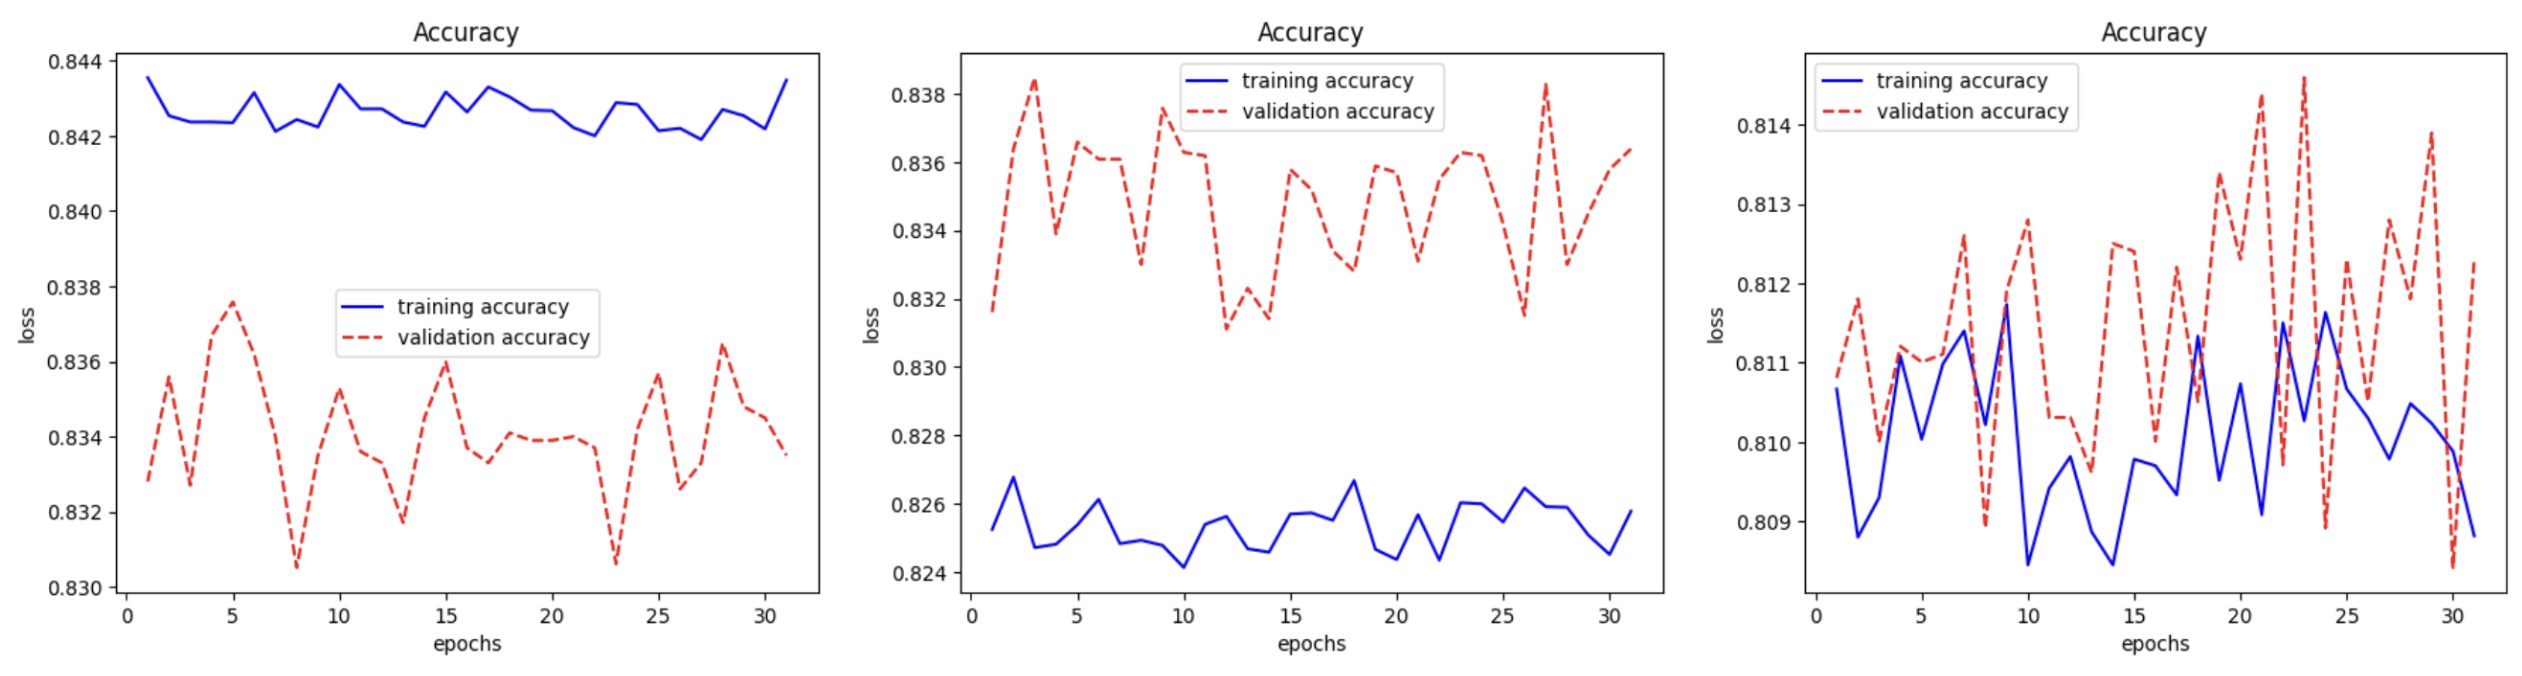 Accuracy
0.844
0.842
0.840
0.838
0.836
0.834
0.832
0.830
loss
training accuracy
validation accuracy
0 5 10 15 20 25 30
epochs
Accuracy
0.838
0.836
0.834
0.832
0.830
0.828
0.826
0.824
loss
training accuracy
validation accuracy
0 5 10 15 20 25 30
epochs
Accuracy
0.814
0.813
0.812
0.811
0.810
0.809
loss
training accuracy
validation accuracy
0 5 10 15 20 25 30
epochs